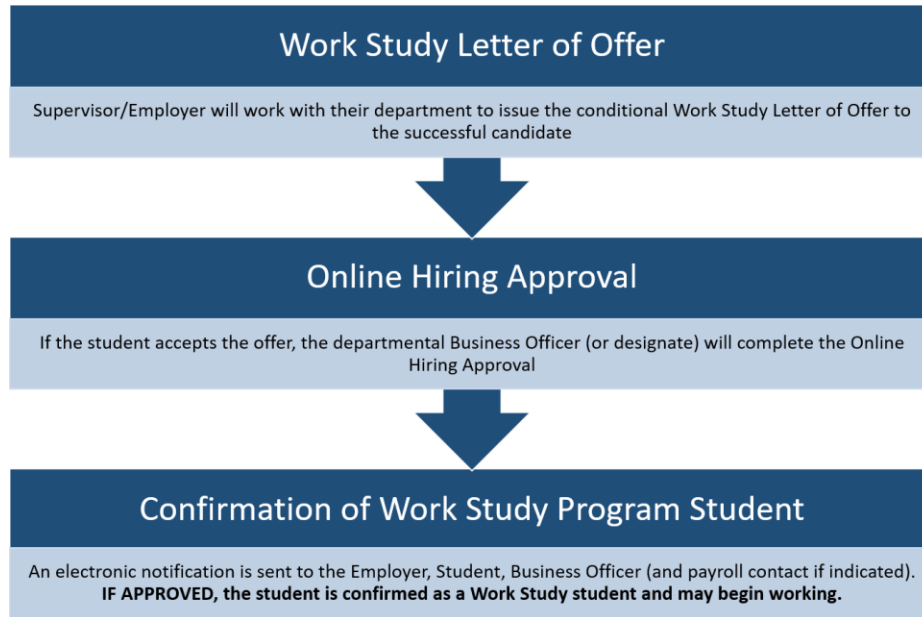 Work Study Letter of Offer
Supervisor/Employer will work with their department to issue the conditional Work Study Letter of Offer to
the successful candidate
Online Hiring Approval
If the student accepts the offer, the departmental Business Officer (or designate) will complete the Online
Hiring Approval
Confirmation of Work Study Program Student
An electronic notification is sent to the Employer, Student, Business Officer (and payroll contact if indicated).
IF APPROVED, the student is confirmed as a Work Study student and may begin working.